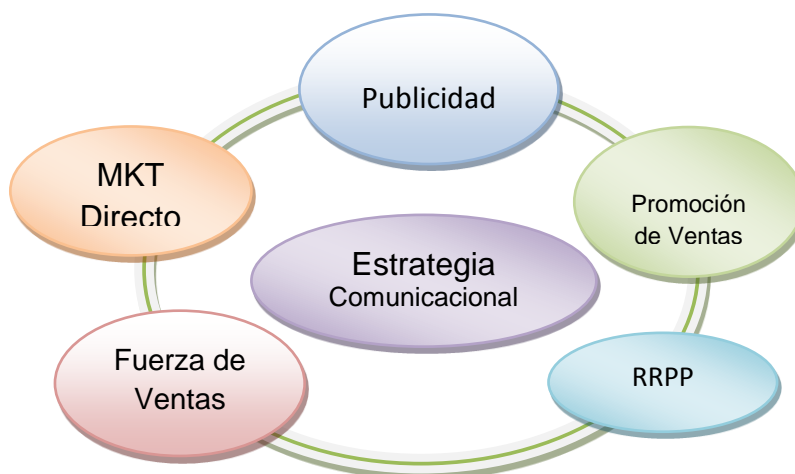 Publicidad
MKT
Directo
Promoción
de Ventas
Estrategia
Comunicacional
Fuerza de
Ventas
RRPP